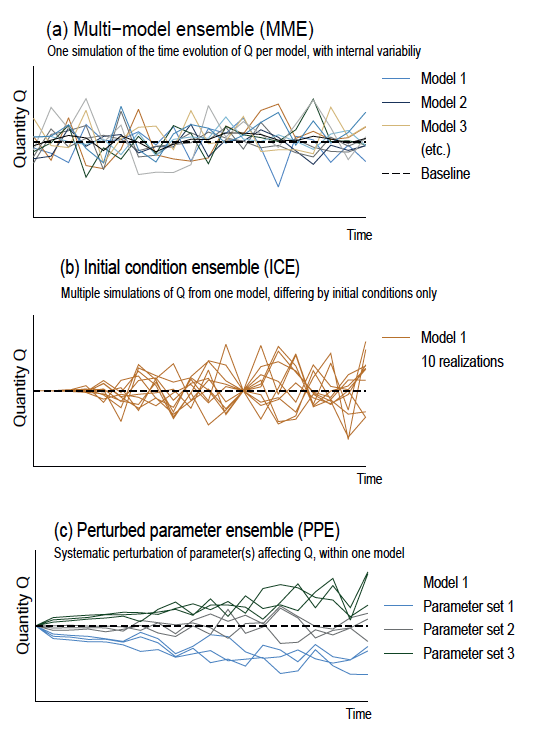 (a) Multi−model ensemble (MME)
One simulation of the time evolution of Q per model, with internal variabiliy
Quantity Q
Model 1
Model 2
Model 3
(etc.)
Baseline
Time
(b) Initial condition ensemble (ICE)
Multiple simulations of Q from one model, differing by initial conditions only
Quantity Q
Model 1
10 realizations
Time
(c) Perturbed parameter ensemble (PPE)
Systematic perturbation of parameter(s) affecting Q, within one model
Quantity Q
Model 1
Parameter set 1
Parameter set 2
Parameter set 3
Time